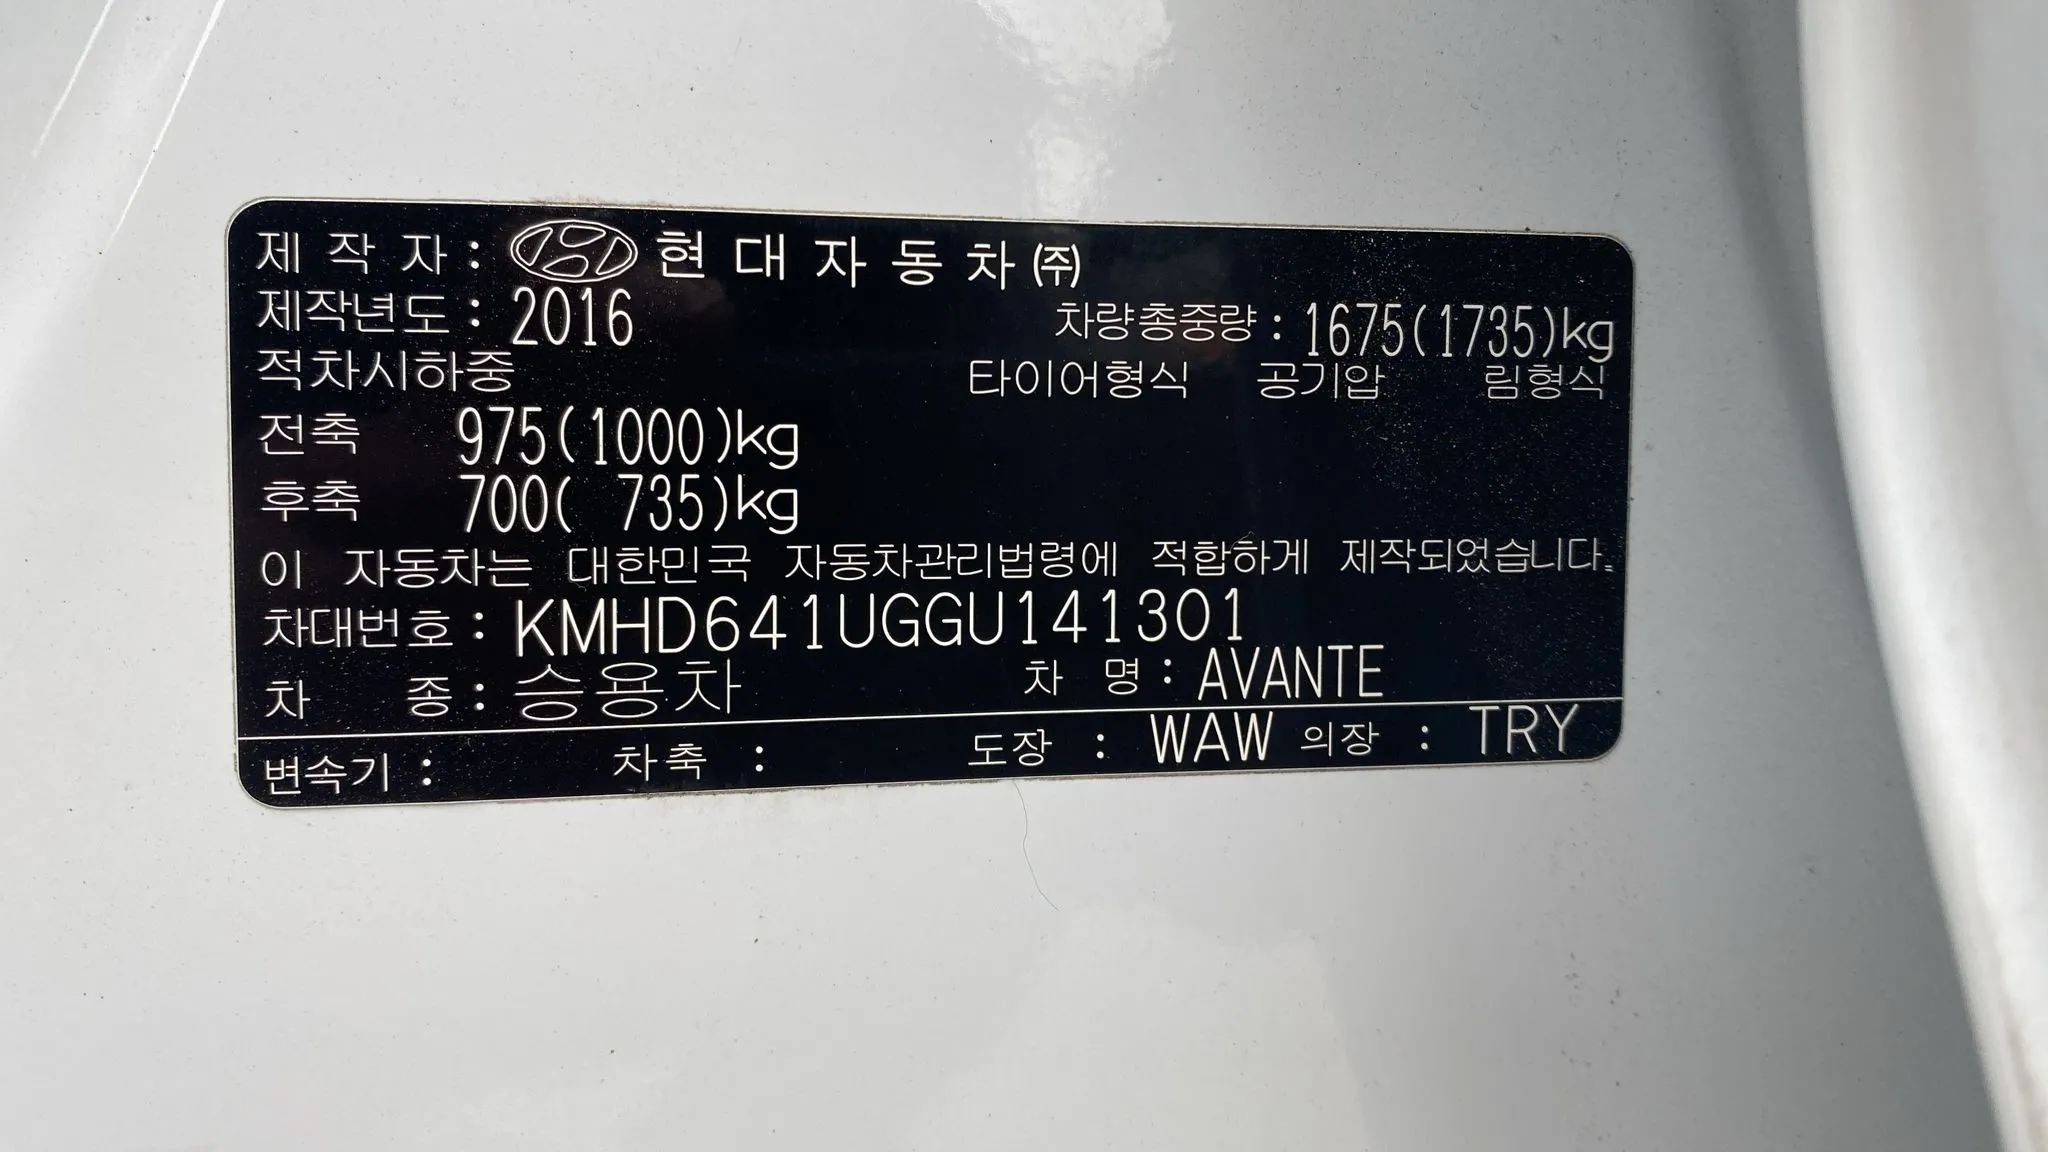 제 작 자 : 현 대 자 동 차 ㈜
제작년도 : 2016 차량총중량 : 1675(1735)kg
적차시하중 타이어형식 공기압 림형식
전축 975(1000)kg
후축 700( 735)kg
이 자동차는 대한민국 자동차관리법령에 적합하게 제작되었습니다.
차대번호 : KMHD641UGGU141301
차 종 : 승용차 차 명 : AVANTE
변속기 : 차축 : 도장 : WAW 의장 : TRY